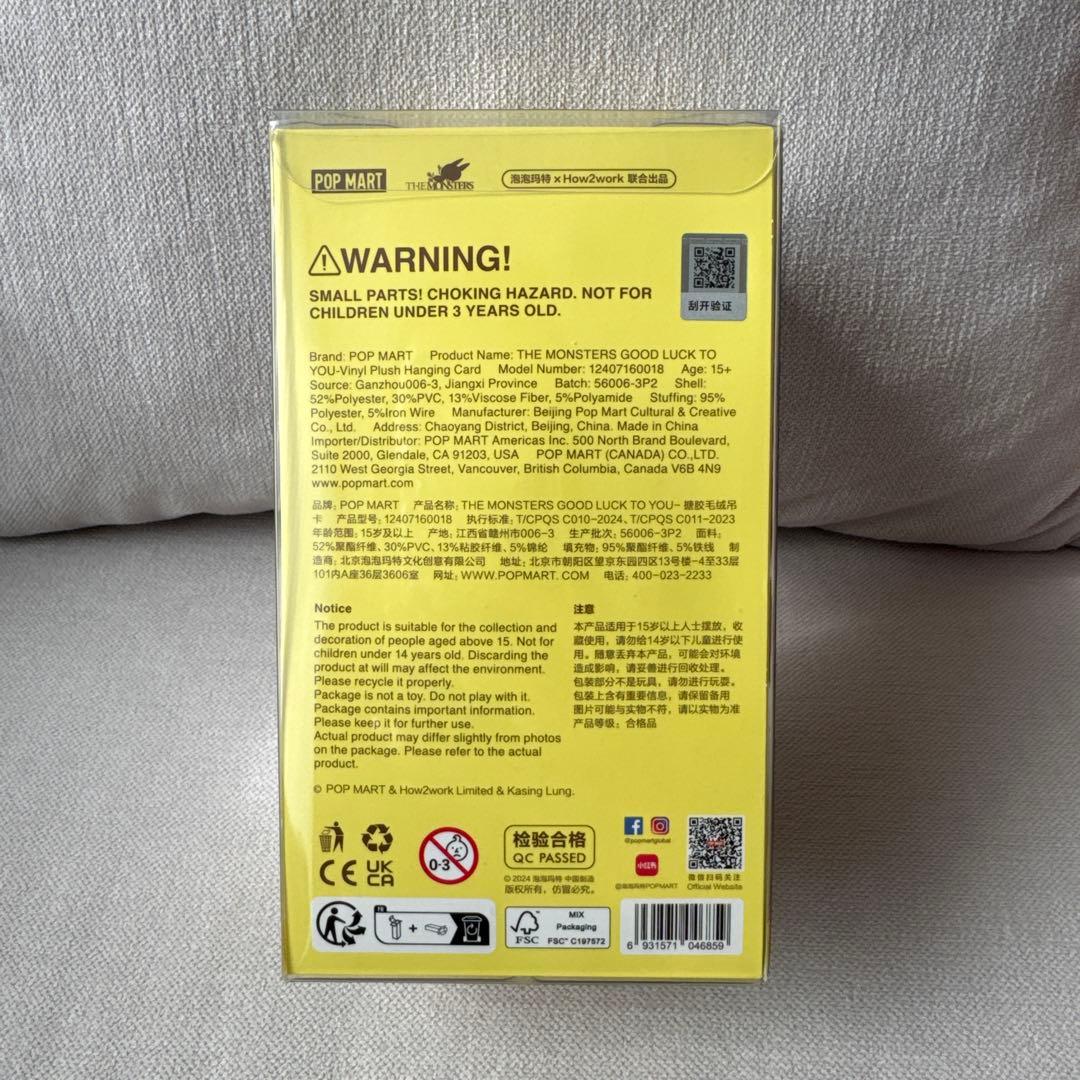 POP MART
THE MONSTERS
泡泡玛特 × How2work 联合出品
WARNING!
SMALL PARTS! CHOKING HAZARD. NOT FOR
CHILDREN UNDER 3 YEARS OLD.
刮开验证
Brand: POP MART Product Name: THE MONSTERS GOOD LUCK TO
YOU-Vinyl Plush Hanging Card Model Number: 12407160018 Age: 15+
Source: Ganzhou006-3, Jiangxi Province Batch: 56006-3P2 Shell:
52%Polyester, 30%PVC, 13%Viscose Fiber, 5%Polyamide Stuffing: 95%
Polyester, 5%Iron Wire Manufacturer: Beijing Pop Mart Cultural & Creative
Co., Ltd. Address: Chaoyang District, Beijing, China. Made in China
Importer/Distributor: POP MART Americas Inc. 500 North Brand Boulevard,
Suite 2000, Glendale, CA 91203, USA POP MART (CANADA) CO.,LTD.
2110 West Georgia Street, Vancouver, British Columbia, Canada V6B 4N9
www.popmart.com
品牌: POP MART 产品名称: THE MONSTERS GOOD LUCK TO YOU- 搪胶毛绒吊
卡 产品型号: 12407160018 执行标准: T/CPQS C010-2024、T/CPQS C011-2023
年龄范围: 15岁及以上 产地: 江西省赣州市006-3 生产批次: 56006-3P2 面料:
52%聚酯纤维、30%PVC、13%粘胶纤维、5%锦纶 填充物: 95%聚酯纤维、5%铁线 制
造商: 北京泡泡玛特文化创意有限公司 地址: 北京市朝阳区望京东园四区13号楼-4至33层
101内A座36层3606室 网址: WWW.POPMART. COM 电话: 400-023-2233
Notice
The product is suitable for the collection and
decoration of people aged above 15. Not for
children under 14 years old. Discarding the
product at will may affect the environment.
Please recycle it properly.
Package is not a toy. Do not play with it.
Package contains important information.
Please keep it for further use.
Actual product may differ slightly from photos
on the package. Please refer to the actual
product.
注意
本产品适用于15岁以上人士摆放，收
藏使用，请勿给14岁以下儿童进行使
用。随意丢弃本产品，可能会对环境
造成影响，请妥善进行回收处理。
包装部分不是玩具，请勿进行玩耍。
包装上含有重要信息，请保留备用
图片可能与实物不符，请以实物为准
产品等级: 合格品
© POP MART & How2work Limited & Kasing Lung.
CE
UK
CA
0-3
检验合格
QC PASSED
© 2024 泡泡玛特 中国制造
版权所有，仿冒必究。
@popmartglobal
小红书
@泡泡玛特POPMART
微信扫码关注
Official Website
FR
+
FSC
MIX
Packaging
FSC™ C197572
6 931571 046859